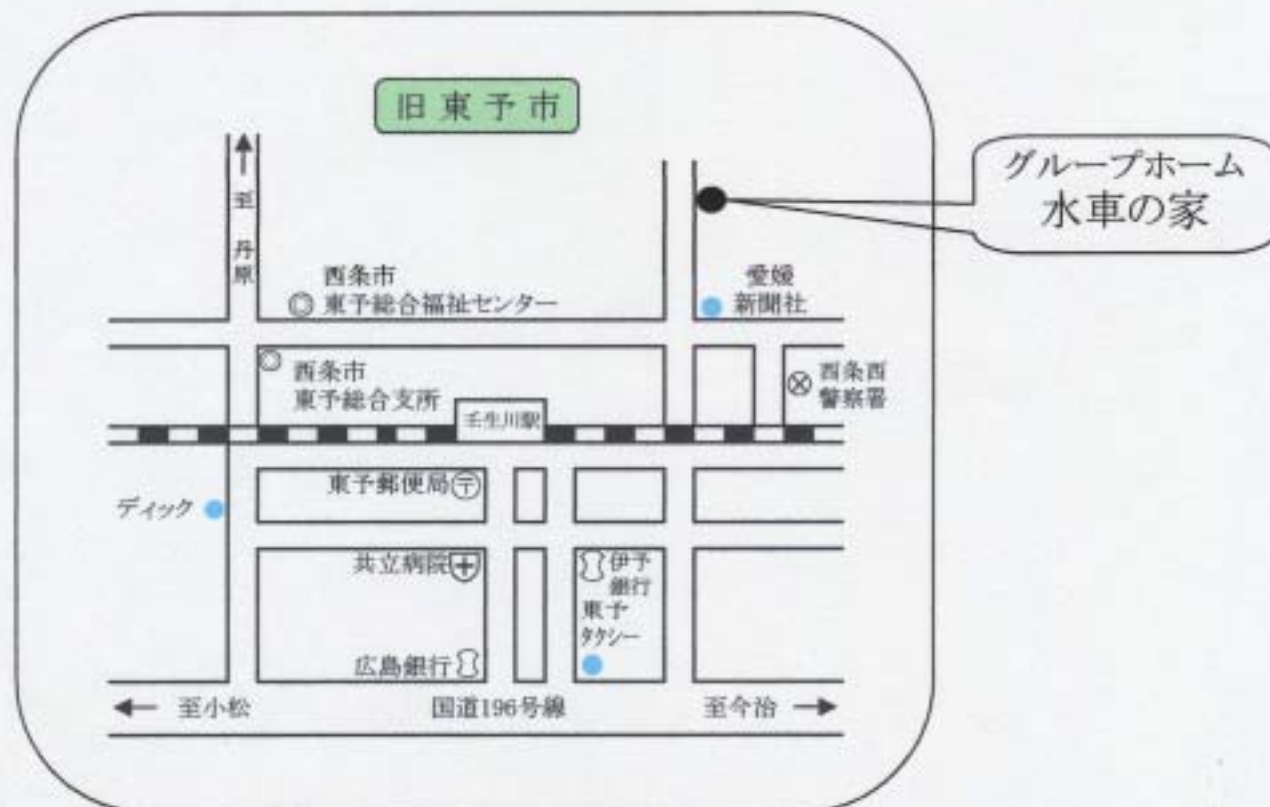 旧東予市
グループホーム
水車の家
至 丹原
西条市
東予総合福祉センター
愛媛
新聞社
西条市
東予総合支所
西条西
警察署
壬生川駅
東予郵便局
ディック
共立病院
伊予
銀行
東予
タクシー
広島銀行
至小松
国道196号線
至今治